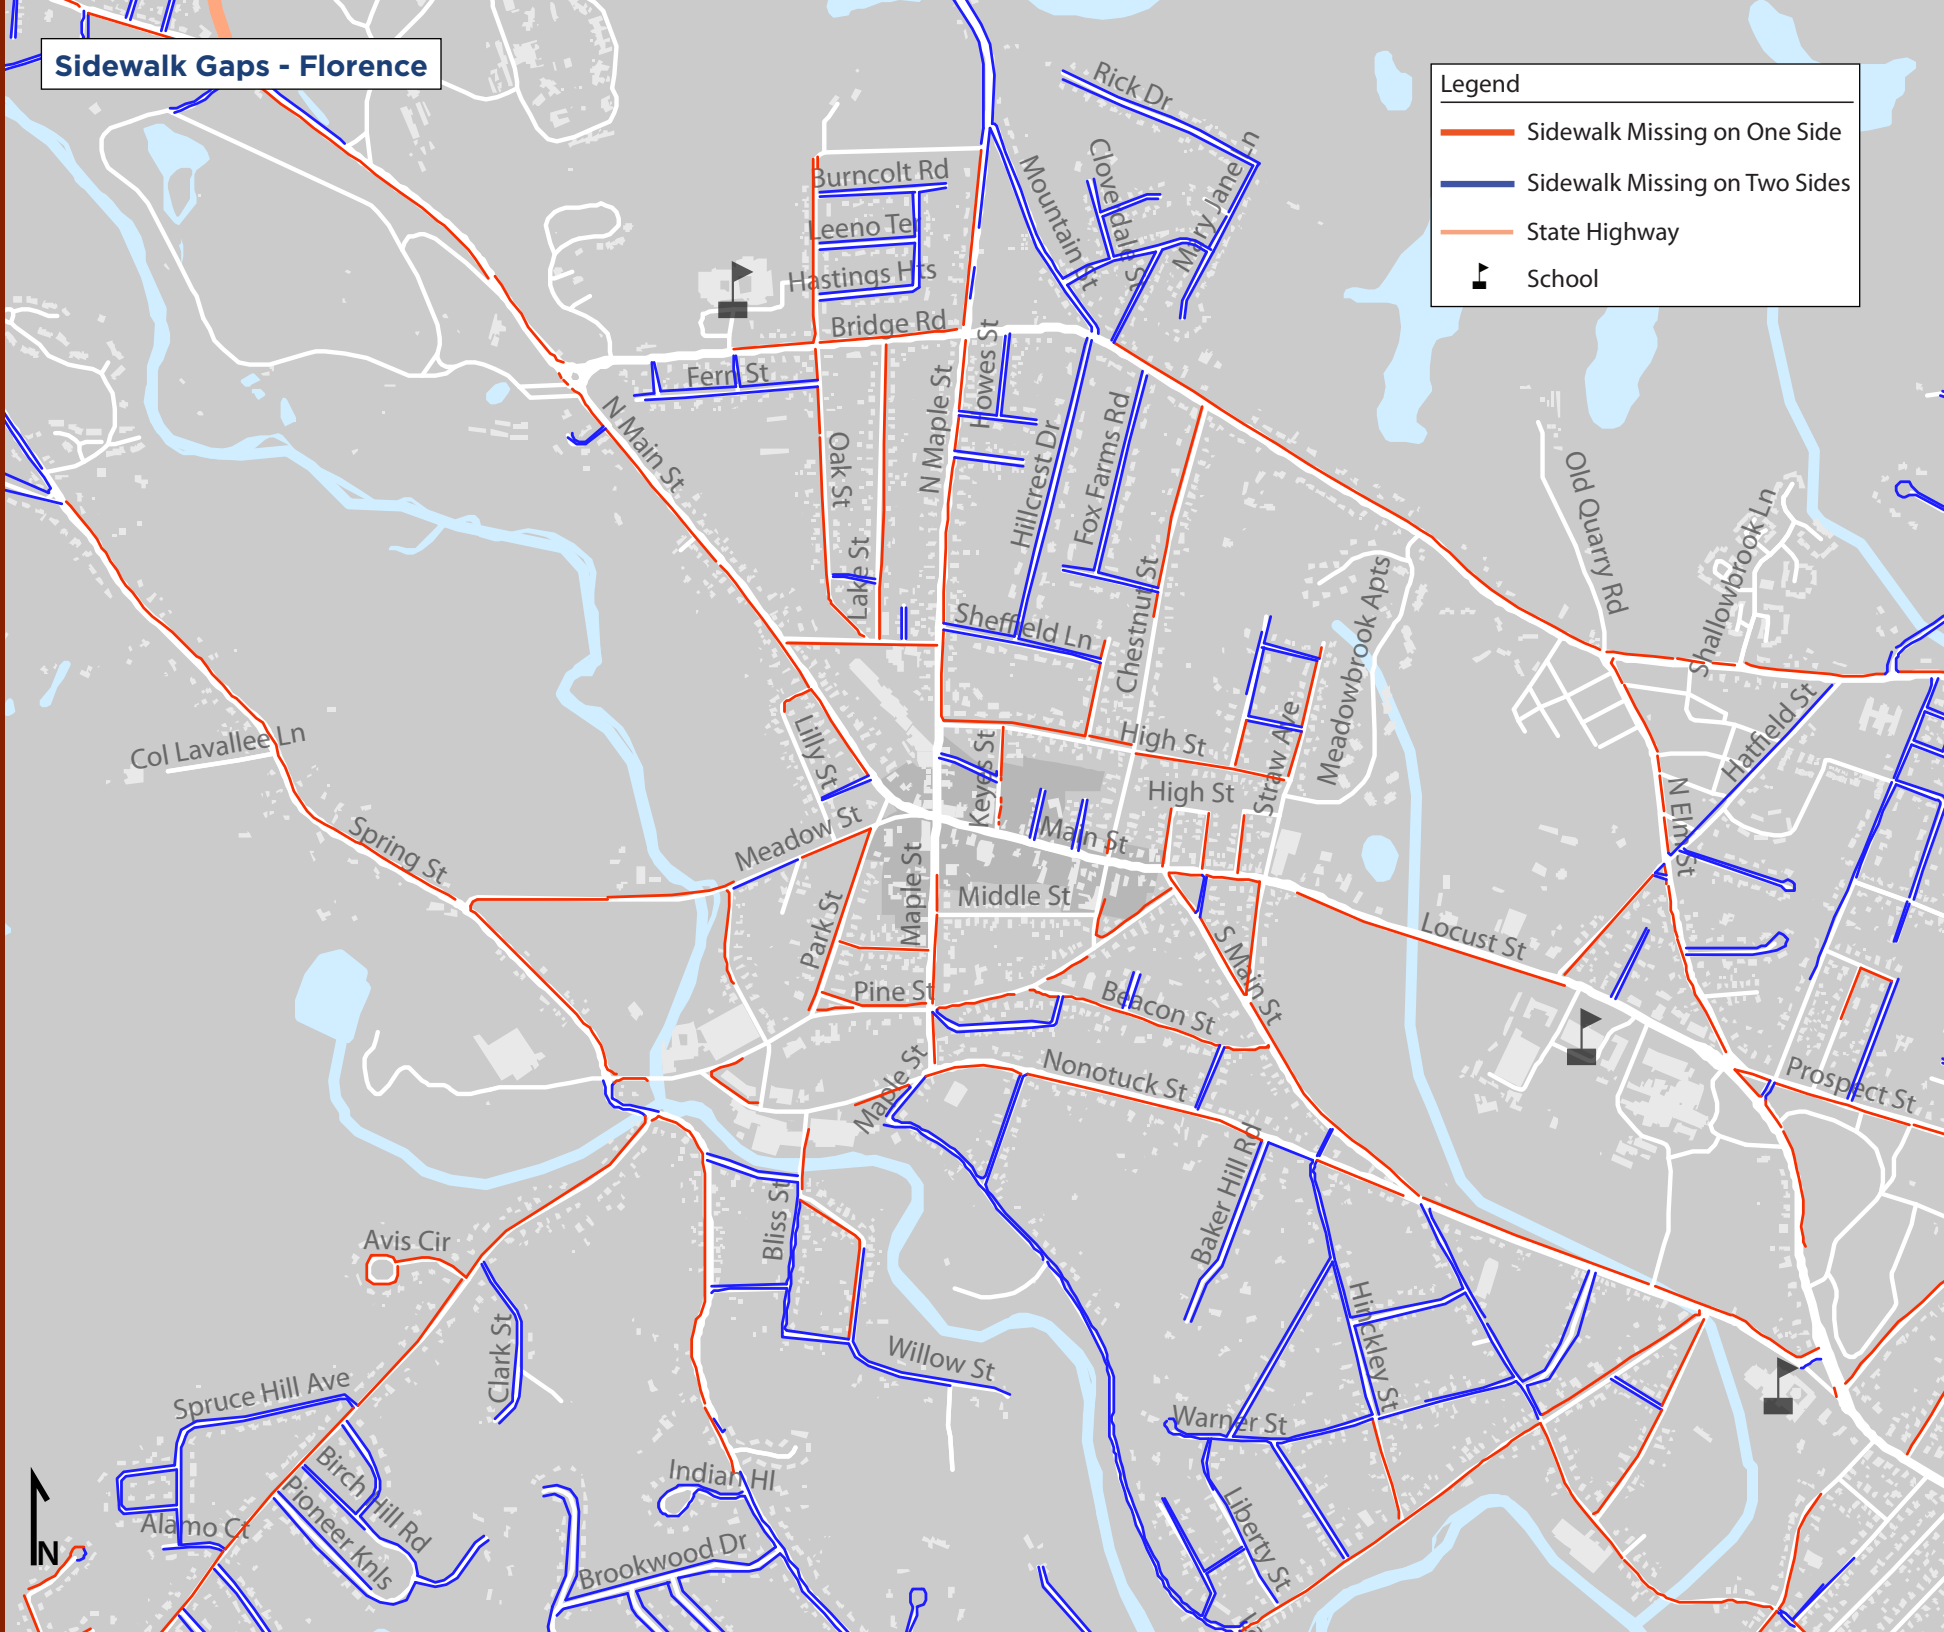 Sidewalk Gaps - Florence
Legend
Sidewalk Missing on One Side
Sidewalk Missing on Two Sides
State Highway
School
Rick Dr
Clovedale St
Mary Jane Ln
Mountain St
Burncolt Rd
Leeno Ter
Hastings Hts
Bridge Rd
Fern St
N Main St
Oak St
Lake St
N Maple St
Howes St
Hillcrest Dr
Fox Farms Rd
Chestnut St
Sheffield Ln
Old Quarry Rd
Shallowbrook Ln
Meadowbrook Apts
Straw Ave
High St
High St
Hatfield St
N Elm St
Col Lavallee Ln
Lilly St
Keyes St
Main St
Meadow St
Spring St
Park St
Maple St
Middle St
Locust St
S Main St
Pine St
Beacon St
Nonotuck St
Maple St
Prospect St
Baker Hill Rd
Bliss St
Avis Cir
Clark St
Willow St
Hinckley St
Warner St
Spruce Hill Ave
Birch Hill Rd
Pioneer Knls
Alamo Ct
Indian Hl
Brookwood Dr
Liberty St
N